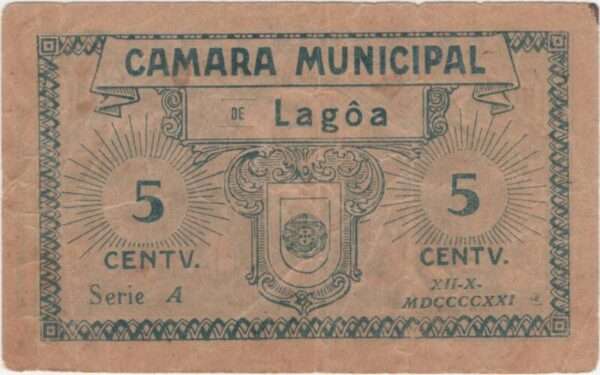 CAMARA MUNICIPAL
DE Lagôa
5 5
CENTV. CENTV.
Serie A XII-X-
MDCCCCXXI